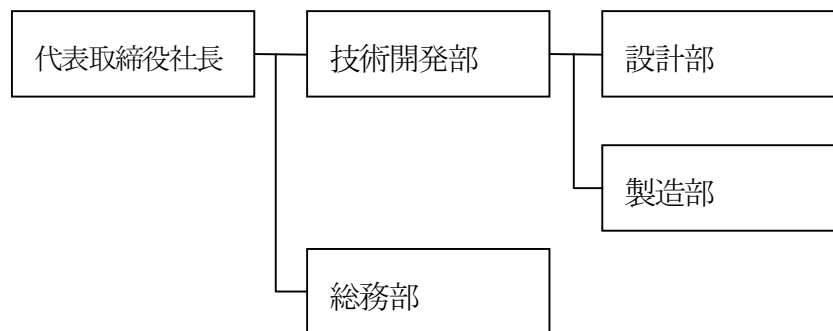 代表取締役社長
技術開発部
設計部
製造部
総務部